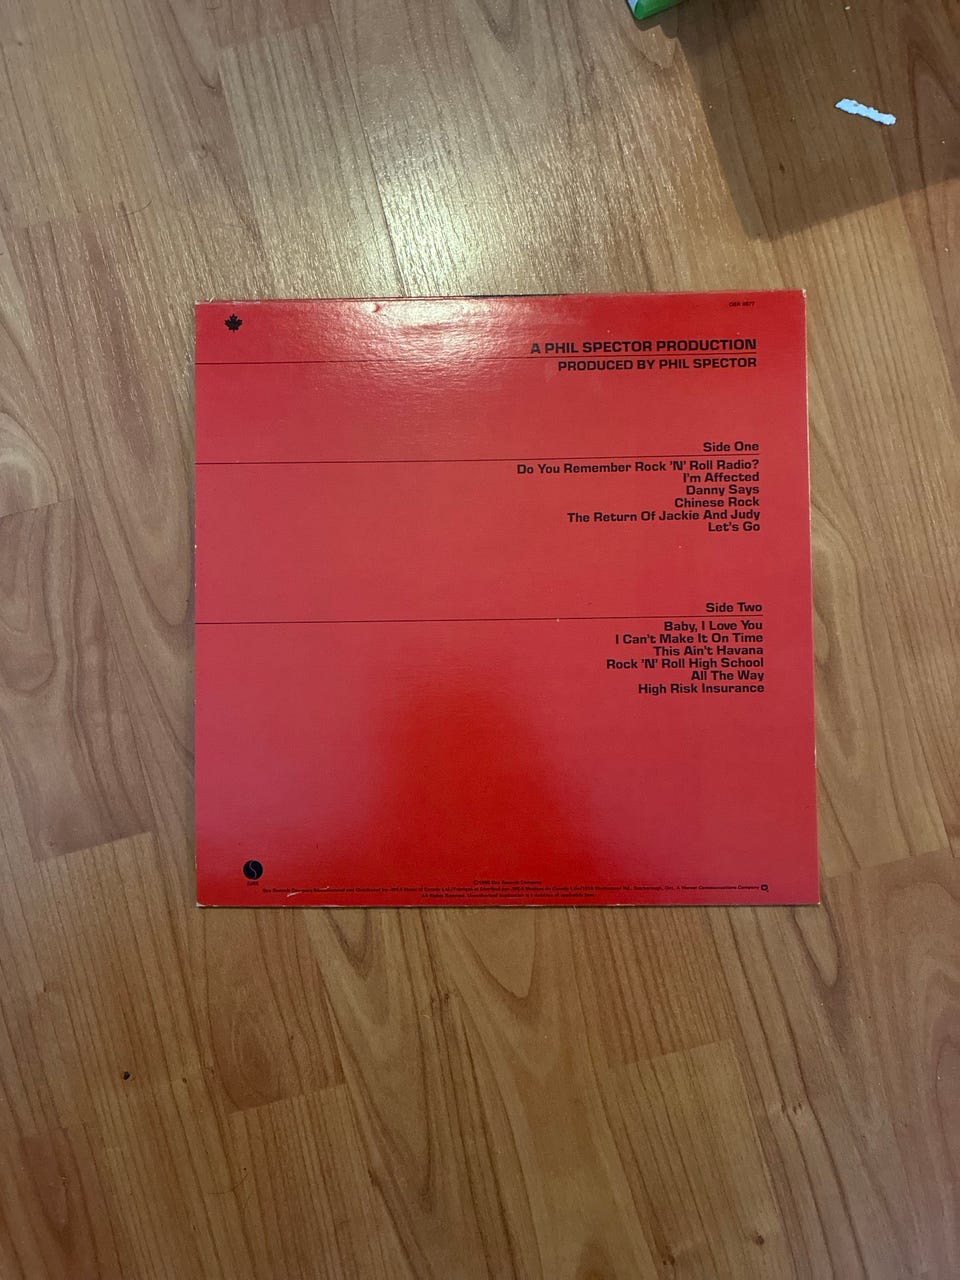 A PHIL SPECTOR PRODUCTION
PRODUCED BY PHIL SPECTOR
Side One
Do You Remember Rock 'N' Roll Radio?
I'm Affected
Danny Says
Chinese Rock
The Return Of Jackie And Judy
Let's Go
Side Two
Baby, I Love You
I Can't Make It On Time
This Ain't Havana
Rock 'N' Roll High School
All The Way
High Risk Insurance